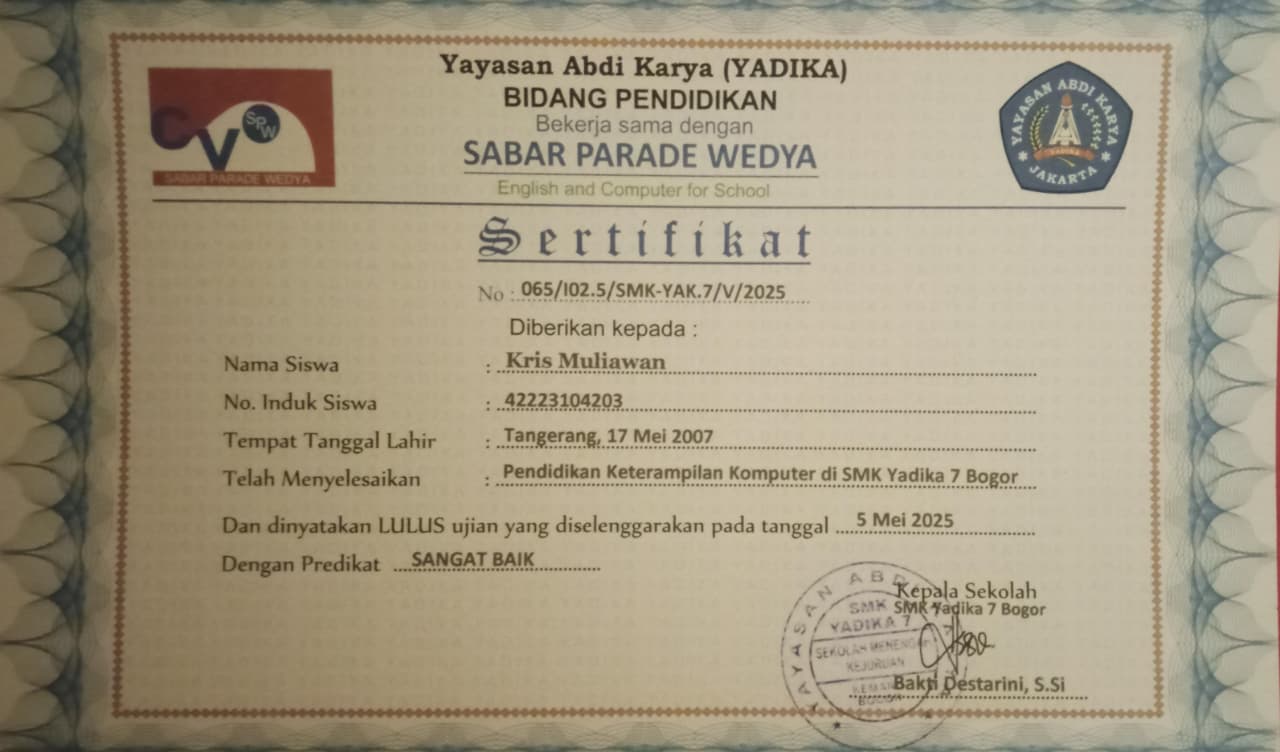 CV SPW
SABAR PARADE WEDYA
Yayasan Abdi Karya (YADIKA)
BIDANG PENDIDIKAN
Bekerja sama dengan
SABAR PARADE WEDYA
English and Computer for School
YAYASAN ABDI KARYA
YADIKA
JAKARTA
Sertifikat
No : 065/I02.5/SMK-YAK.7/V/2025
Diberikan kepada :
Nama Siswa : Kris Muliawan
No. Induk Siswa : 42223104203
Tempat Tanggal Lahir : Tangerang, 17 Mei 2007
Telah Menyelesaikan : Pendidikan Keterampilan Komputer di SMK Yadika 7 Bogor
Dan dinyatakan LULUS ujian yang diselenggarakan pada tanggal 5 Mei 2025
Dengan Predikat SANGAT BAIK
Kepala Sekolah
SMK Yadika 7 Bogor
Bakti Destarini, S.Si
YAYASAN ABDI
SMK
YADIKA 7
SEKOLAH MENENGAH
KEJURUAN
BOGOR